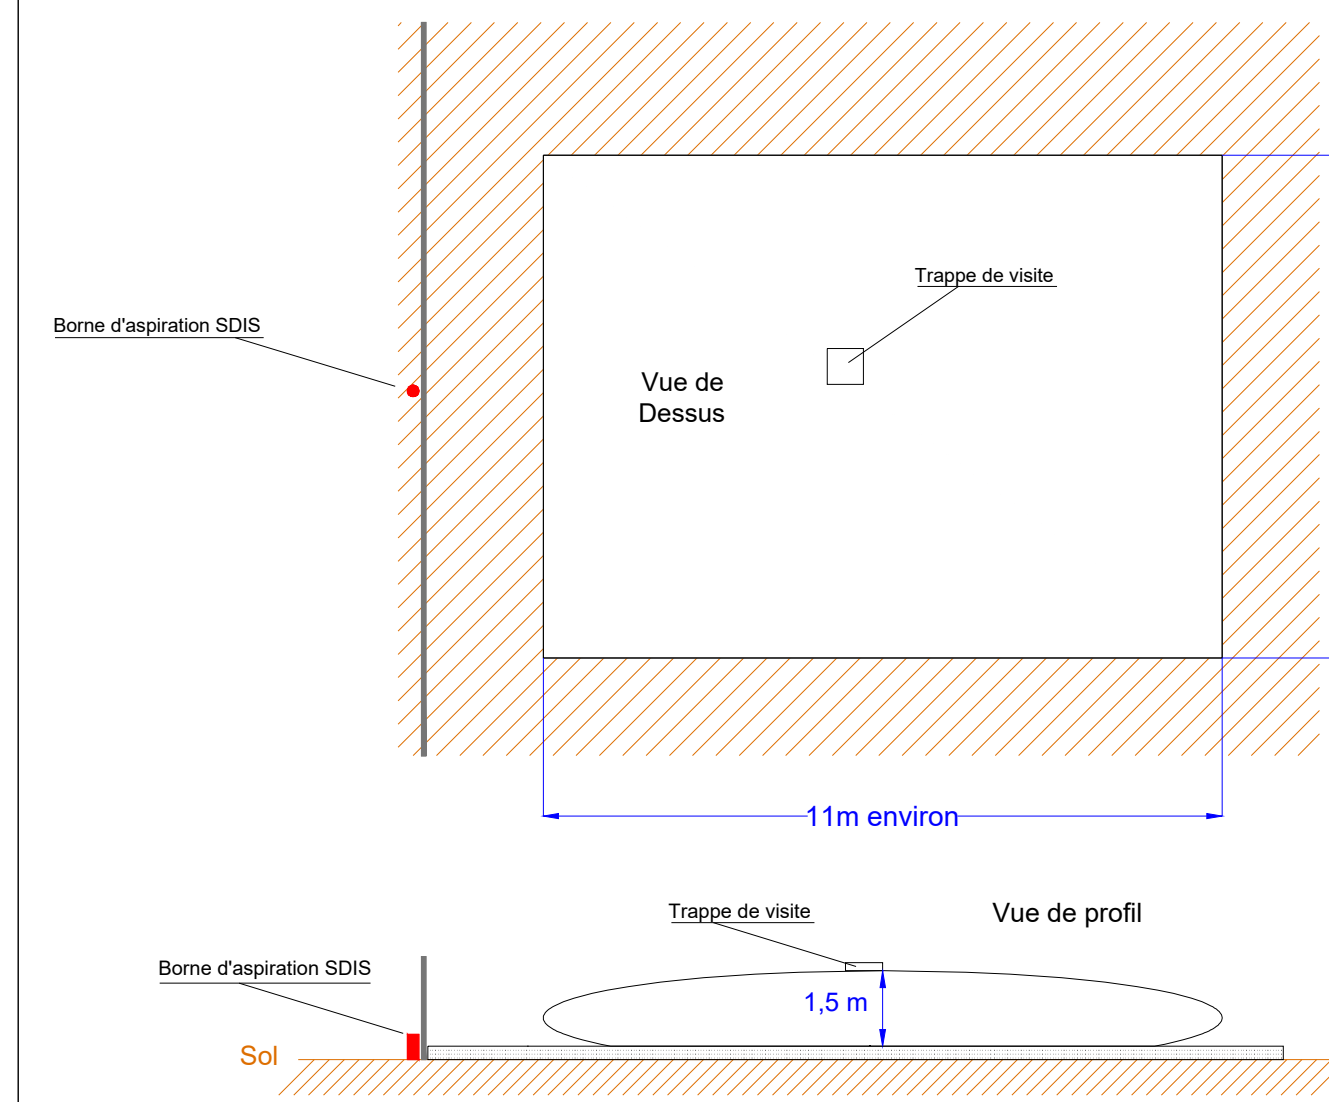 Trappe de visite
Borne d'aspiration SDIS
Vue de
Dessus
11m environ
Trappe de visite
Vue de profil
Borne d'aspiration SDIS
1,5 m
Sol